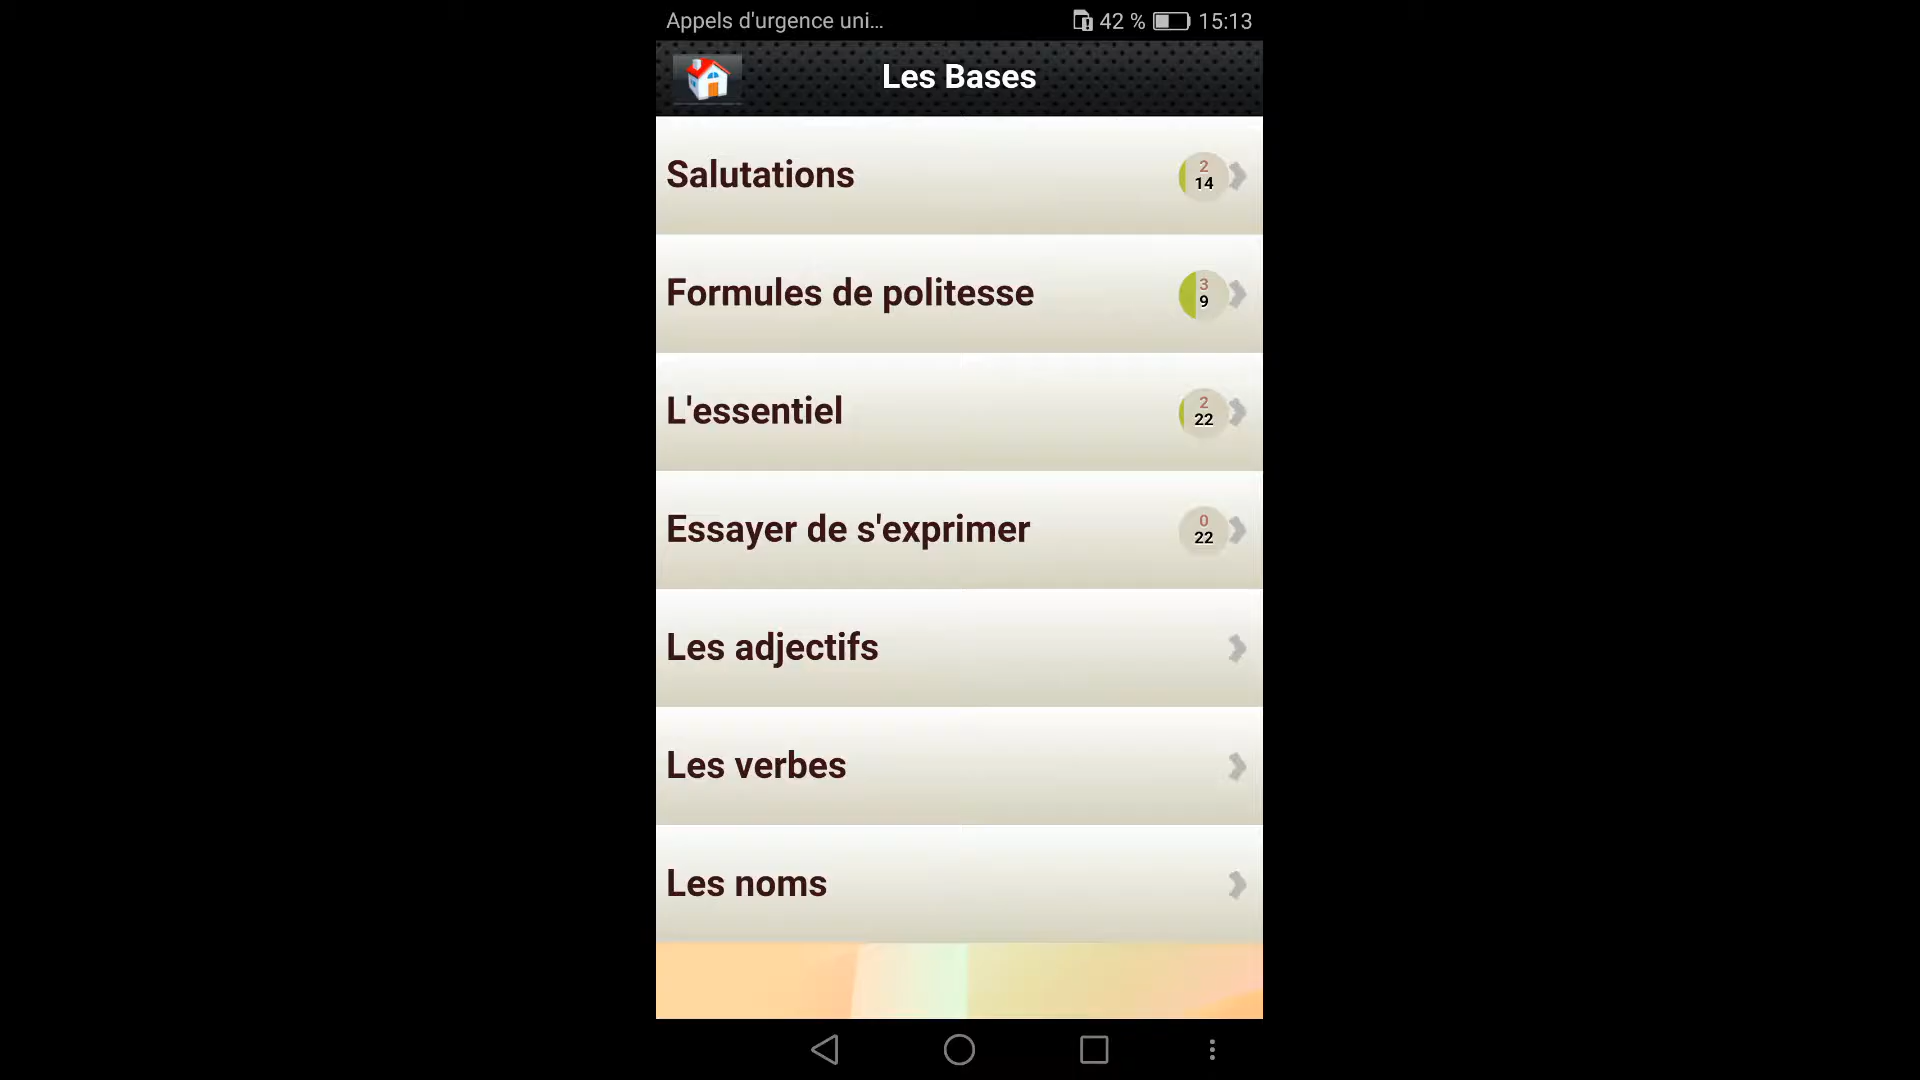 Appels d'urgence uni... 42 % 15:13
Les Bases
Salutations 2 14
Formules de politesse 3 9
L'essentiel 2 22
Essayer de s'exprimer 0 22
Les adjectifs
Les verbes
Les noms